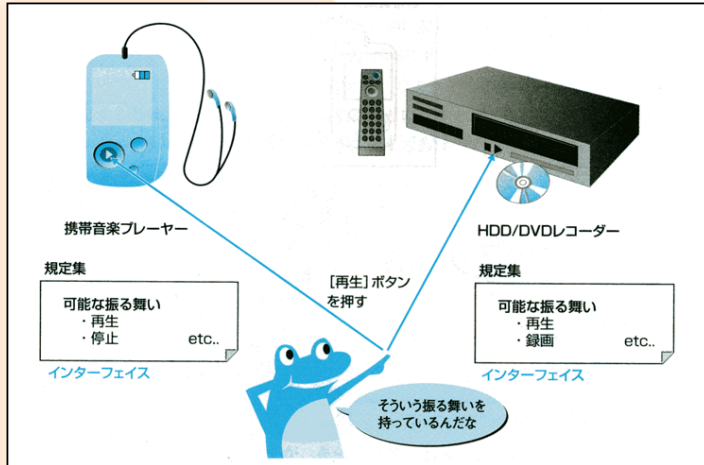 携帯音楽プレーヤー
HDD/DVDレコーダー
規定集
可能な振る舞い
・再生
・停止 etc..
インターフェイス
[再生]ボタン
を押す
規定集
可能な振る舞い
・再生
・録画 etc..
インターフェイス
そういう振る舞いを
持っているんだな